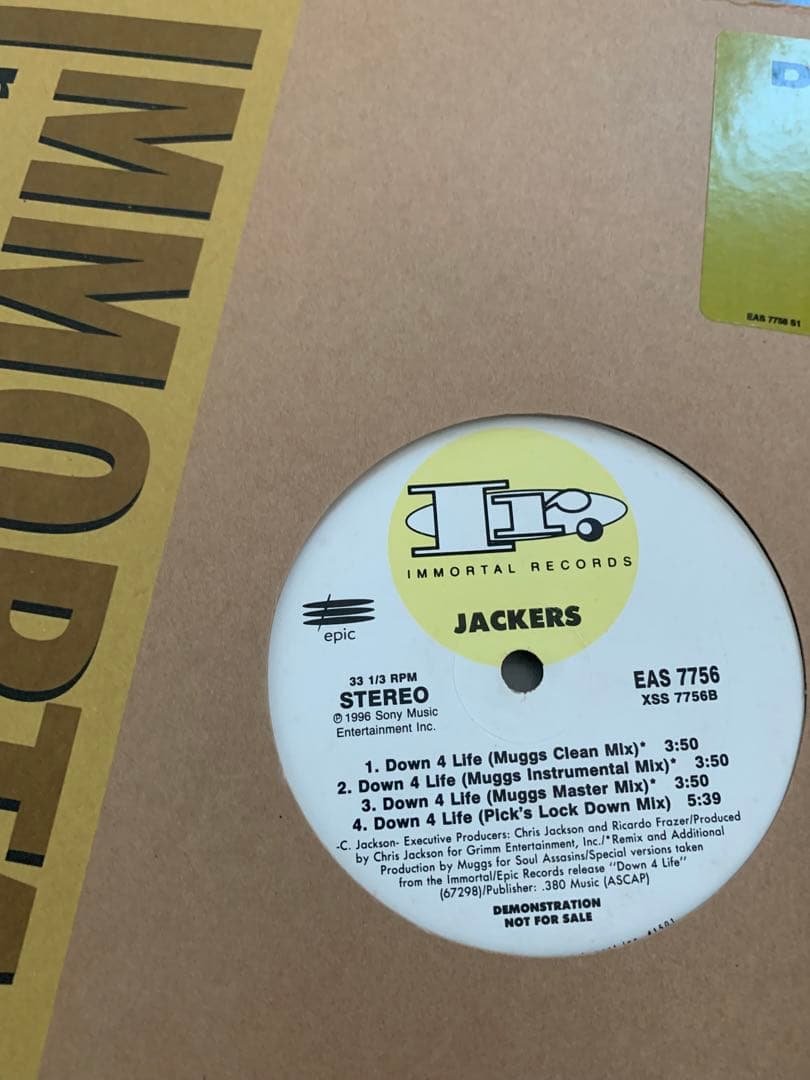 IMMORTA
D
EAS 7756 S1
IR
IMMORTAL RECORDS
JACKERS
epic
33 1/3 RPM
STEREO
℗ 1996 Sony Music
Entertainment Inc.
EAS 7756
XSS 7756B
1. Down 4 Life (Muggs Clean Mix)* 3:50
2. Down 4 Life (Muggs Instrumental Mix)* 3:50
3. Down 4 Life (Muggs Master Mix)* 3:50
4. Down 4 Life (Pick's Lock Down Mix) 5:39
-C. Jackson- Executive Producers: Chris Jackson and Ricardo Frazer/Produced
by Chris Jackson for Grimm Entertainment, Inc./*Remix and Additional
Production by Muggs for Soul Assasins/Special versions taken
from the Immortal/Epic Records release "Down 4 Life"
(67298)/Publisher: .380 Music (ASCAP)
DEMONSTRATION
NOT FOR SALE